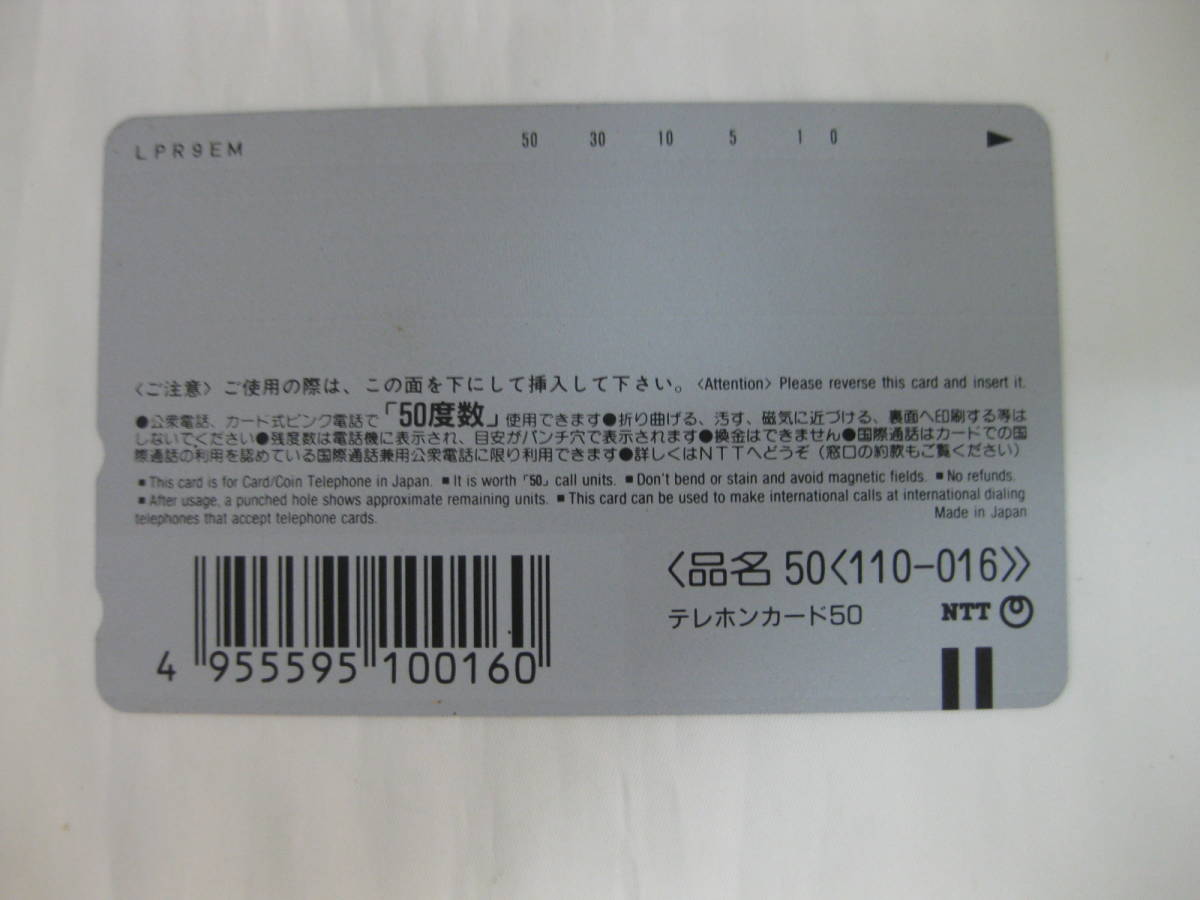 LPR9EM 50 30 10 5 1 0
〈ご注意〉ご使用の際は、この面を下にして挿入して下さい。〈Attention〉Please reverse this card and insert it.
●公衆電話、カード式ピンク電話で「50度数」使用できます●折り曲げる、汚す、磁気に近づける、裏面へ印刷する等は
しないでください●残度数は電話機に表示され、目安がパンチ穴で表示されます●換金はできません●国際通話はカードでの国
際通話の利用を認めている国際通話兼用公衆電話に限り利用できます●詳しくはNTTへどうぞ（窓口の約款もご覧ください）
■This card is for Card/Coin Telephone in Japan. ■It is worth「50」call units. ■Don't bend or stain and avoid magnetic fields. ■No refunds.
■After usage, a punched hole shows approximate remaining units. ■This card can be used to make international calls at international dialing
telephones that accept telephone cards. Made in Japan
〈品名 50〈110-016〉〉
テレホンカード50 NTT
4 955595 100160